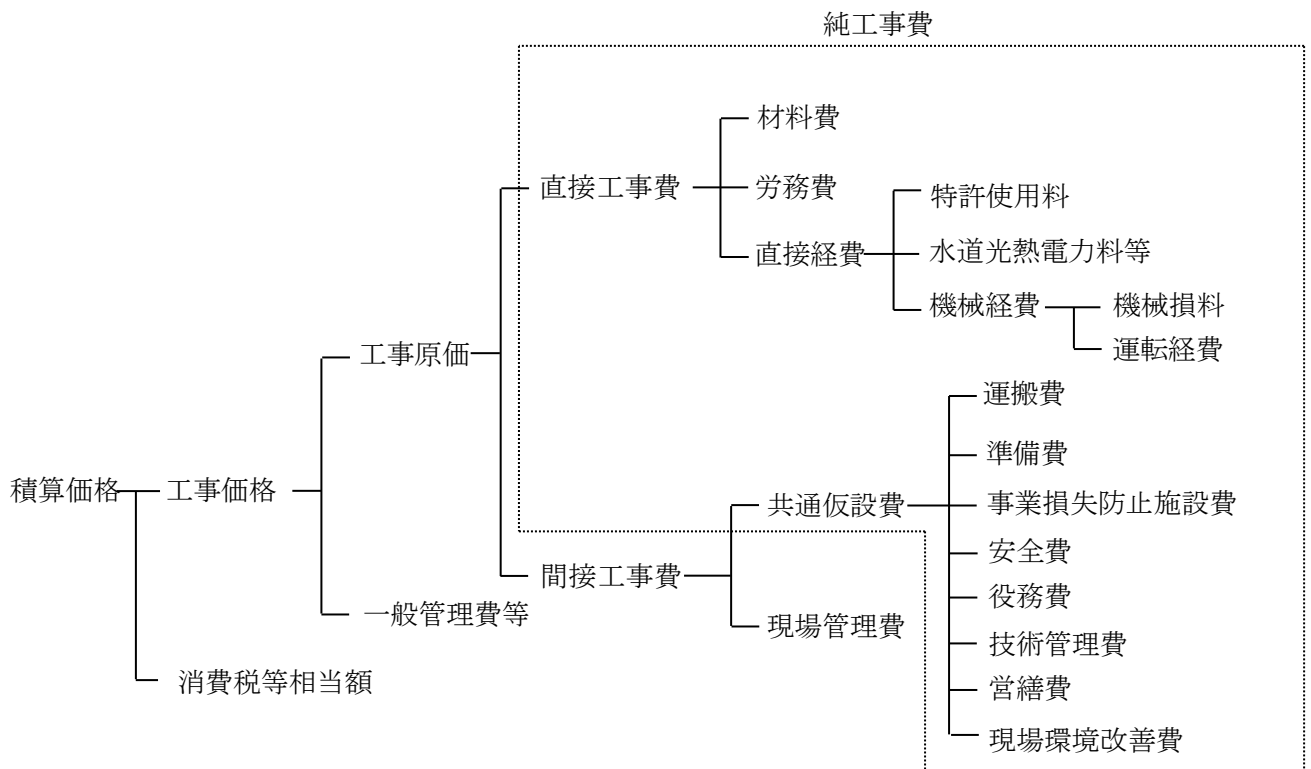 純工事費
材料費
直接工事費
労務費
特許使用料
直接経費
水道光熱電力料等
機械経費
機械損料
運転経費
工事原価
運搬費
準備費
積算価格
工事価格
共通仮設費
事業損失防止施設費
安全費
間接工事費
役務費
一般管理費等
現場管理費
技術管理費
消費税等相当額
営繕費
現場環境改善費